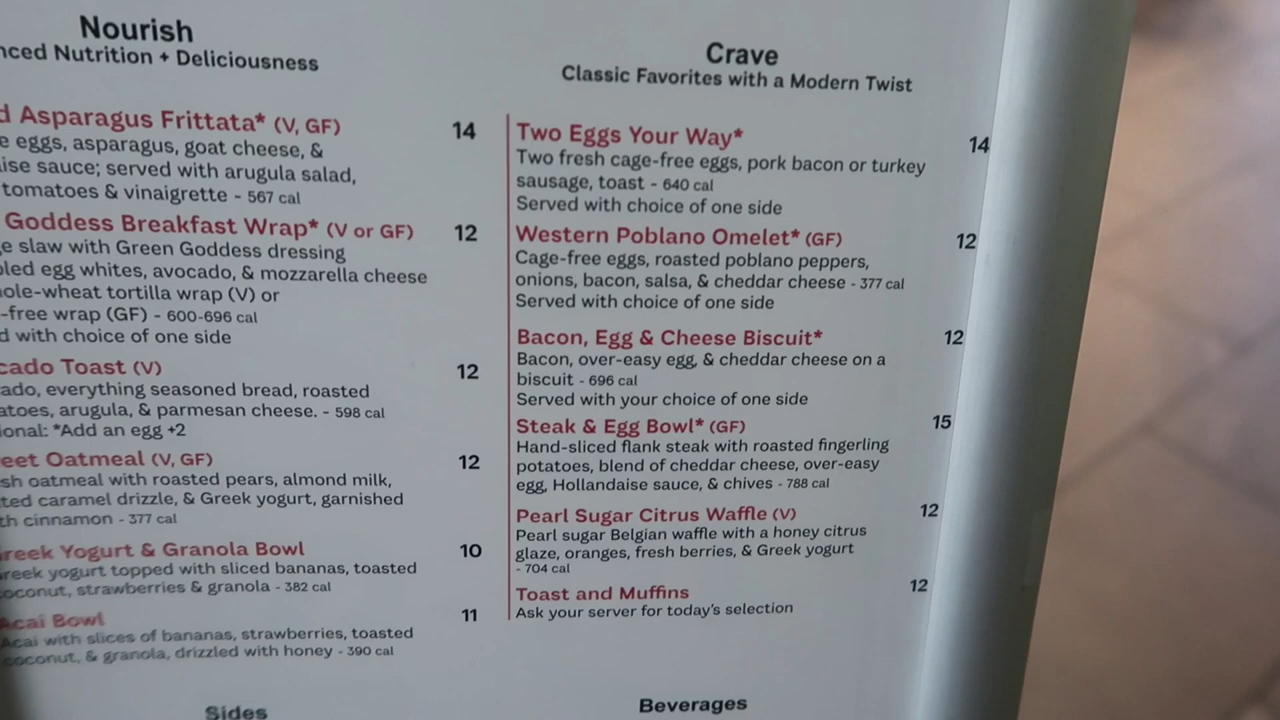 Nourish
nced Nutrition + Deliciousness
d Asparagus Frittata* (V, GF) 14
e eggs, asparagus, goat cheese, &
aise sauce; served with arugula salad,
tomatoes & vinaigrette - 567 cal
Goddess Breakfast Wrap* (V or GF) 12
e slaw with Green Goddess dressing
bled egg whites, avocado, & mozzarella cheese
hole-wheat tortilla wrap (V) or
-free wrap (GF) - 600-696 cal
d with choice of one side
cado Toast (V) 12
ado, everything seasoned bread, roasted
atoes, arugula, & parmesan cheese. - 598 cal
ional: *Add an egg +2
eet Oatmeal (V, GF) 12
sh oatmeal with roasted pears, almond milk,
ted caramel drizzle, & Greek yogurt, garnished
th cinnamon - 377 cal
Greek Yogurt & Granola Bowl 10
Greek yogurt topped with sliced bananas, toasted
coconut, strawberries & granola - 382 cal
Acai Bowl 11
Acai with slices of bananas, strawberries, toasted
coconut, & granola, drizzled with honey - 390 cal
Sides
Crave
Classic Favorites with a Modern Twist
Two Eggs Your Way* 14
Two fresh cage-free eggs, pork bacon or turkey
sausage, toast - 640 cal
Served with choice of one side
Western Poblano Omelet* (GF) 12
Cage-free eggs, roasted poblano peppers,
onions, bacon, salsa, & cheddar cheese - 377 cal
Served with choice of one side
Bacon, Egg & Cheese Biscuit* 12
Bacon, over-easy egg, & cheddar cheese on a
biscuit - 696 cal
Served with your choice of one side
Steak & Egg Bowl* (GF) 15
Hand-sliced flank steak with roasted fingerling
potatoes, blend of cheddar cheese, over-easy
egg, Hollandaise sauce, & chives - 788 cal
Pearl Sugar Citrus Waffle (V) 12
Pearl sugar Belgian waffle with a honey citrus
glaze, oranges, fresh berries, & Greek yogurt
- 704 cal
Toast and Muffins 12
Ask your server for today's selection
Beverages